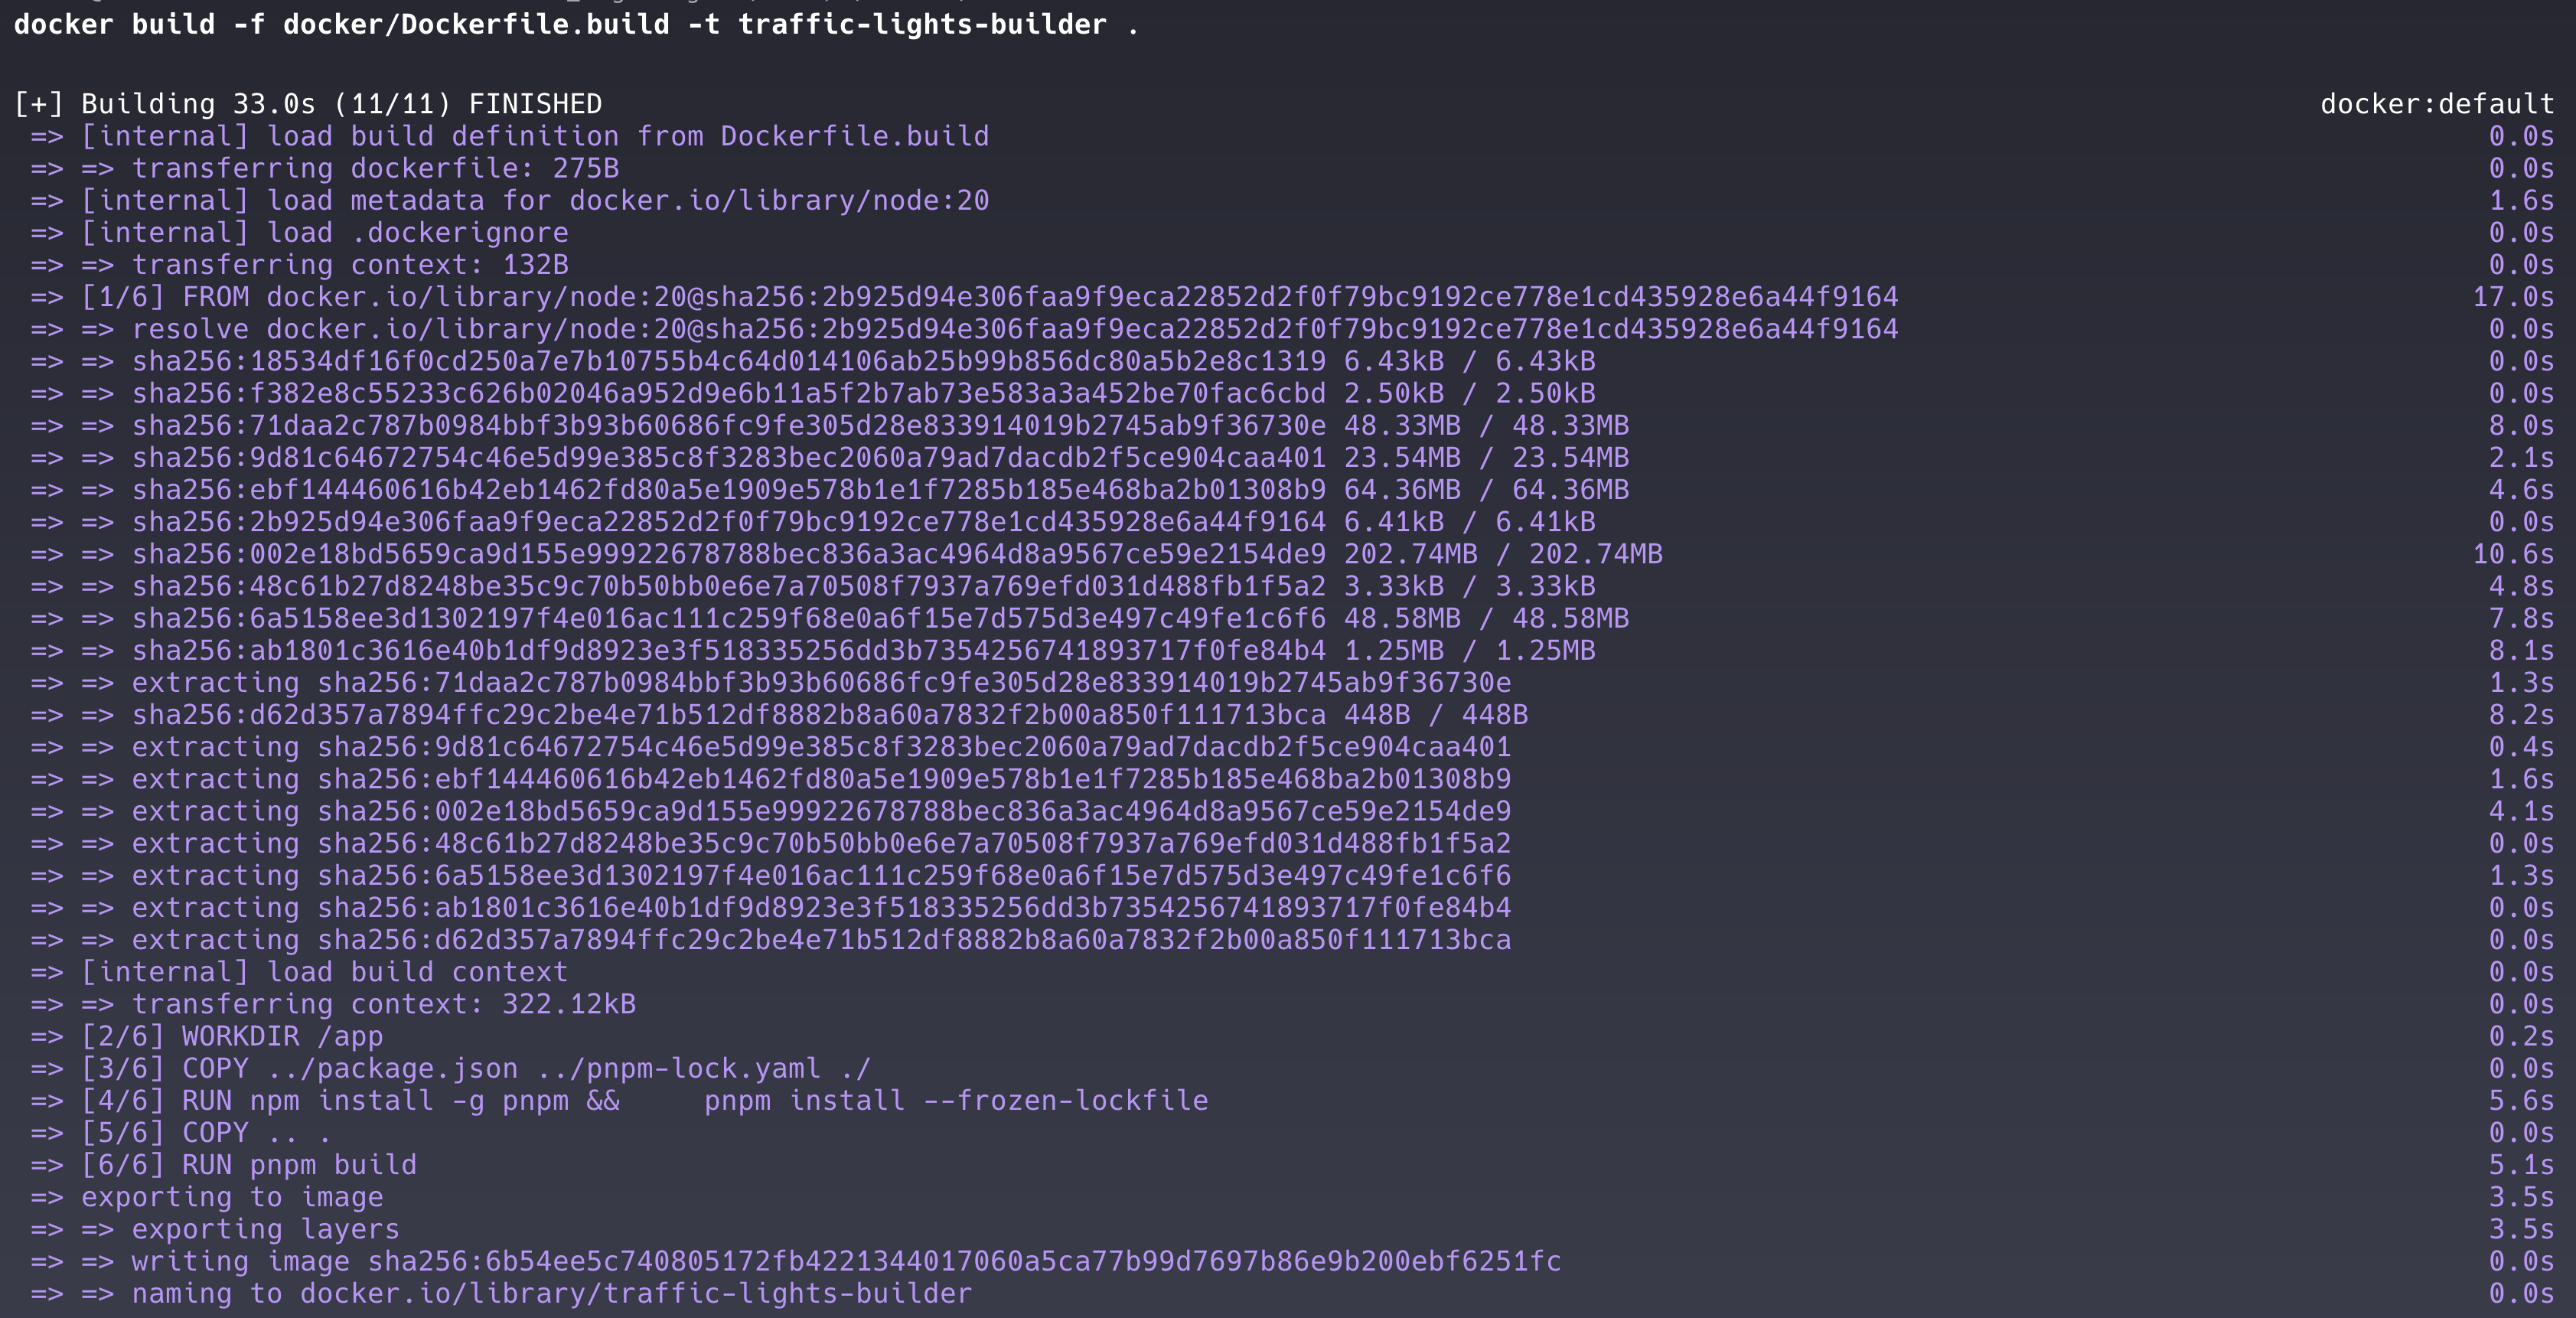 docker build -f docker/Dockerfile.build -t traffic-lights-builder .
[+] Building 33.0s (11/11) FINISHED docker:default
=> [internal] load build definition from Dockerfile.build 0.0s
=> => transferring dockerfile: 275B 0.0s
=> [internal] load metadata for docker.io/library/node:20 1.6s
=> [internal] load .dockerignore 0.0s
=> => transferring context: 132B 0.0s
=> [1/6] FROM docker.io/library/node:20@sha256:2b925d94e306faa9f9eca22852d2f0f79bc9192ce778e1cd435928e6a44f9164 17.0s
=> => resolve docker.io/library/node:20@sha256:2b925d94e306faa9f9eca22852d2f0f79bc9192ce778e1cd435928e6a44f9164 0.0s
=> => sha256:18534df16f0cd250a7e7b10755b4c64d014106ab25b99b856dc80a5b2e8c1319 6.43kB / 6.43kB 0.0s
=> => sha256:f382e8c55233c626b02046a952d9e6b11a5f2b7ab73e583a3a452be70fac6cbd 2.50kB / 2.50kB 0.0s
=> => sha256:71daa2c787b0984bbf3b93b60686fc9fe305d28e833914019b2745ab9f36730e 48.33MB / 48.33MB 8.0s
=> => sha256:9d81c64672754c46e5d99e385c8f3283bec2060a79ad7dacdb2f5ce904caa401 23.54MB / 23.54MB 2.1s
=> => sha256:ebf144460616b42eb1462fd80a5e1909e578b1e1f7285b185e468ba2b01308b9 64.36MB / 64.36MB 4.6s
=> => sha256:2b925d94e306faa9f9eca22852d2f0f79bc9192ce778e1cd435928e6a44f9164 6.41kB / 6.41kB 0.0s
=> => sha256:002e18bd5659ca9d155e99922678788bec836a3ac4964d8a9567ce59e2154de9 202.74MB / 202.74MB 10.6s
=> => sha256:48c61b27d8248be35c9c70b50bb0e6e7a70508f7937a769efd031d488fb1f5a2 3.33kB / 3.33kB 4.8s
=> => sha256:6a5158ee3d1302197f4e016ac111c259f68e0a6f15e7d575d3e497c49fe1c6f6 48.58MB / 48.58MB 7.8s
=> => sha256:ab1801c3616e40b1df9d8923e3f518335256dd3b7354256741893717f0fe84b4 1.25MB / 1.25MB 8.1s
=> => extracting sha256:71daa2c787b0984bbf3b93b60686fc9fe305d28e833914019b2745ab9f36730e 1.3s
=> => sha256:d62d357a7894ffc29c2be4e71b512df8882b8a60a7832f2b00a850f111713bca 448B / 448B 8.2s
=> => extracting sha256:9d81c64672754c46e5d99e385c8f3283bec2060a79ad7dacdb2f5ce904caa401 0.4s
=> => extracting sha256:ebf144460616b42eb1462fd80a5e1909e578b1e1f7285b185e468ba2b01308b9 1.6s
=> => extracting sha256:002e18bd5659ca9d155e99922678788bec836a3ac4964d8a9567ce59e2154de9 4.1s
=> => extracting sha256:48c61b27d8248be35c9c70b50bb0e6e7a70508f7937a769efd031d488fb1f5a2 0.0s
=> => extracting sha256:6a5158ee3d1302197f4e016ac111c259f68e0a6f15e7d575d3e497c49fe1c6f6 1.3s
=> => extracting sha256:ab1801c3616e40b1df9d8923e3f518335256dd3b7354256741893717f0fe84b4 0.0s
=> => extracting sha256:d62d357a7894ffc29c2be4e71b512df8882b8a60a7832f2b00a850f111713bca 0.0s
=> [internal] load build context 0.0s
=> => transferring context: 322.12kB 0.0s
=> [2/6] WORKDIR /app 0.2s
=> [3/6] COPY ../package.json ../pnpm-lock.yaml ./ 0.0s
=> [4/6] RUN npm install -g pnpm &&     pnpm install --frozen-lockfile 5.6s
=> [5/6] COPY .. . 0.0s
=> [6/6] RUN pnpm build 5.1s
=> exporting to image 3.5s
=> => exporting layers 3.5s
=> => writing image sha256:6b54ee5c740805172fb4221344017060a5ca77b99d7697b86e9b200ebf6251fc 0.0s
=> => naming to docker.io/library/traffic-lights-builder 0.0s